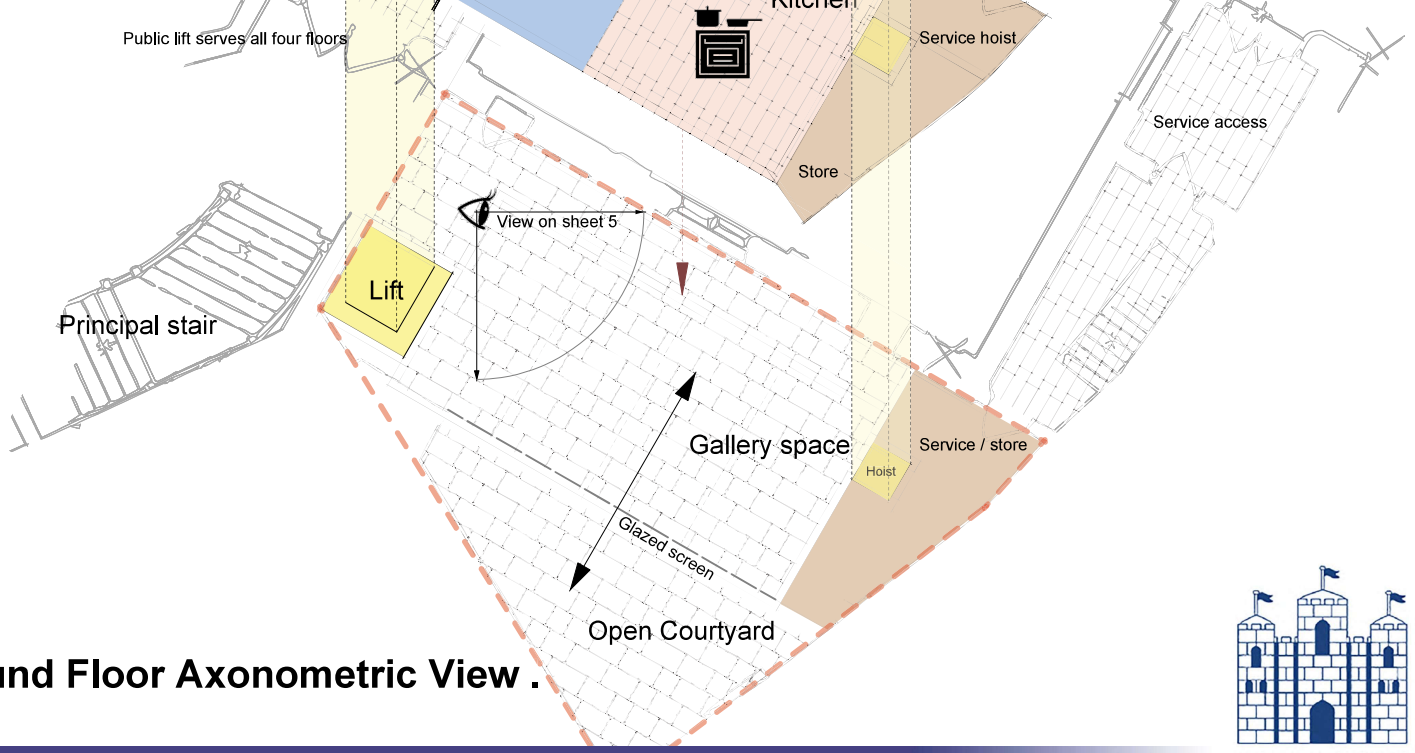 Kitchen
Public lift serves all four floors
Service hoist
Service access
Store
View on sheet 5
Lift
Principal stair
Gallery space
Service / store
Hoist
Glazed screen
Open Courtyard
und Floor Axonometric View .